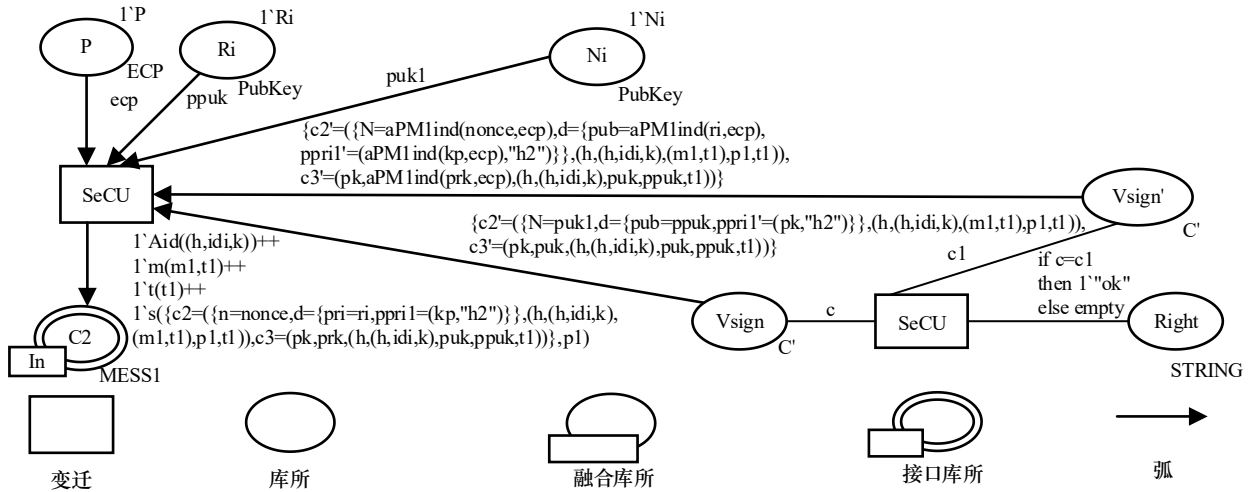 1`P
1`Ri
1`Ni
P
Ri
Ni
ECP
PubKey
PubKey
ecp
ppuk
puk1
{c2'=({N=aPM1ind(nonce,ecp),d={pub=aPM1ind(ri,ecp),
ppri1'=(aPM1ind(kp,ecp),"h2")}},(h,(h,idi,k),(m1,t1),p1,t1)),
c3'=(pk,aPM1ind(prk,ecp),(h,(h,idi,k),puk,ppuk,t1))}
SeCU
Vsign'
C'
{c2'=({N=puk1,d={pub=ppuk,ppri1'=(pk,"h2")}},(h,(h,idi,k),(m1,t1),p1,t1)),
c3'=(pk,puk,(h,(h,idi,k),puk,ppuk,t1))}
c1
if c=c1
then 1`"ok"
else empty
1`Aid((h,idi,k))++
1`m(m1,t1)++
1`t(t1)++
1`s({c2=({n=nonce,d={pri=ri,ppri1=(kp,"h2")}},(h,(h,idi,k),
(m1,t1),p1,t1)),c3=(pk,prk,(h,(h,idi,k),puk,ppuk,t1))},p1)
C2
In
MESS1
Vsign
C'
c
SeCU
Right
STRING
变迁
库所
融合库所
接口库所
弧